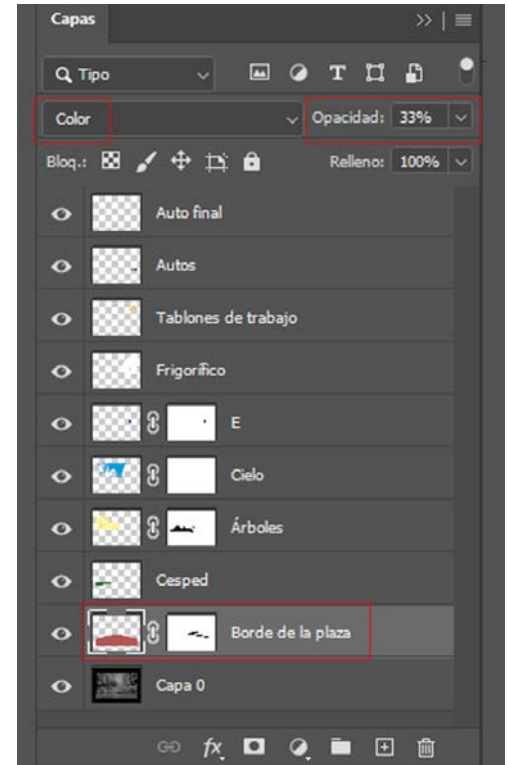 Capas
Tipo
Color Opacidad: 33%
Bloq.: Relleno: 100%
Auto final
Autos
Tablones de trabajo
Frigorífico
E
Cielo
Árboles
Cesped
Borde de la plaza
Capa 0
fx